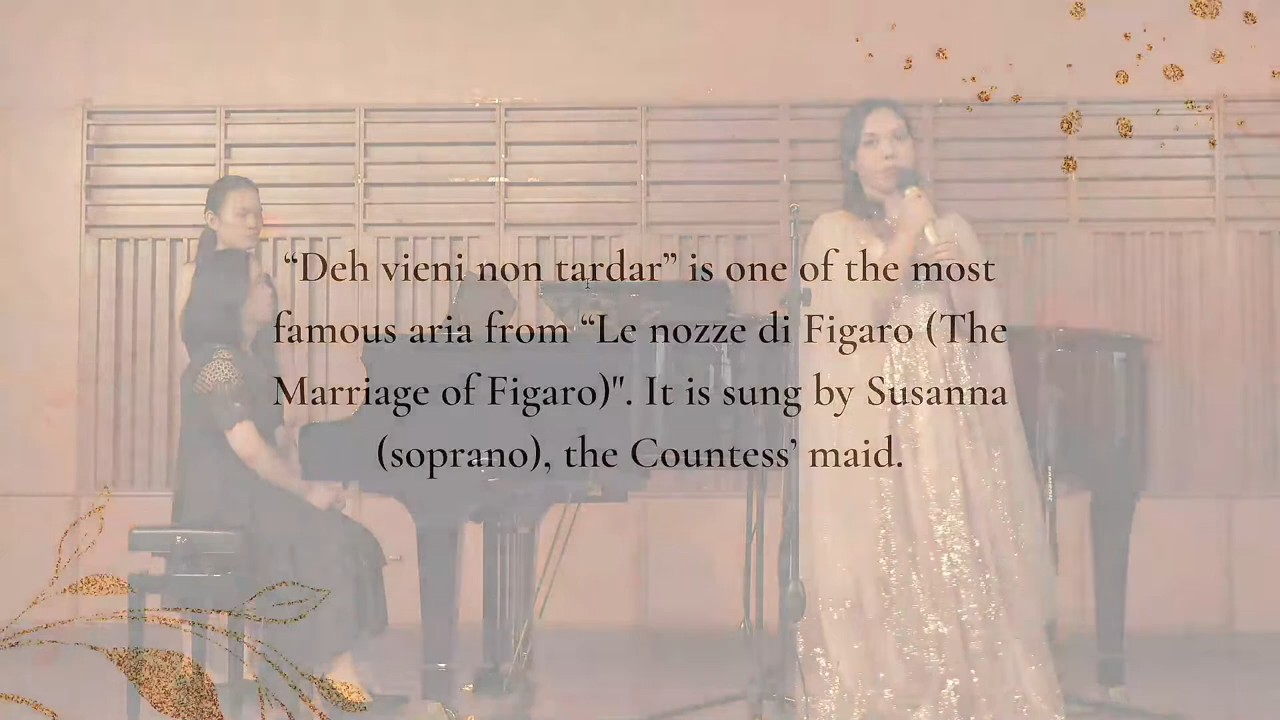 “Deh vieni non tardar” is one of the most
famous aria from “Le nozze di Figaro (The
Marriage of Figaro)". It is sung by Susanna
(soprano), the Countess’ maid.